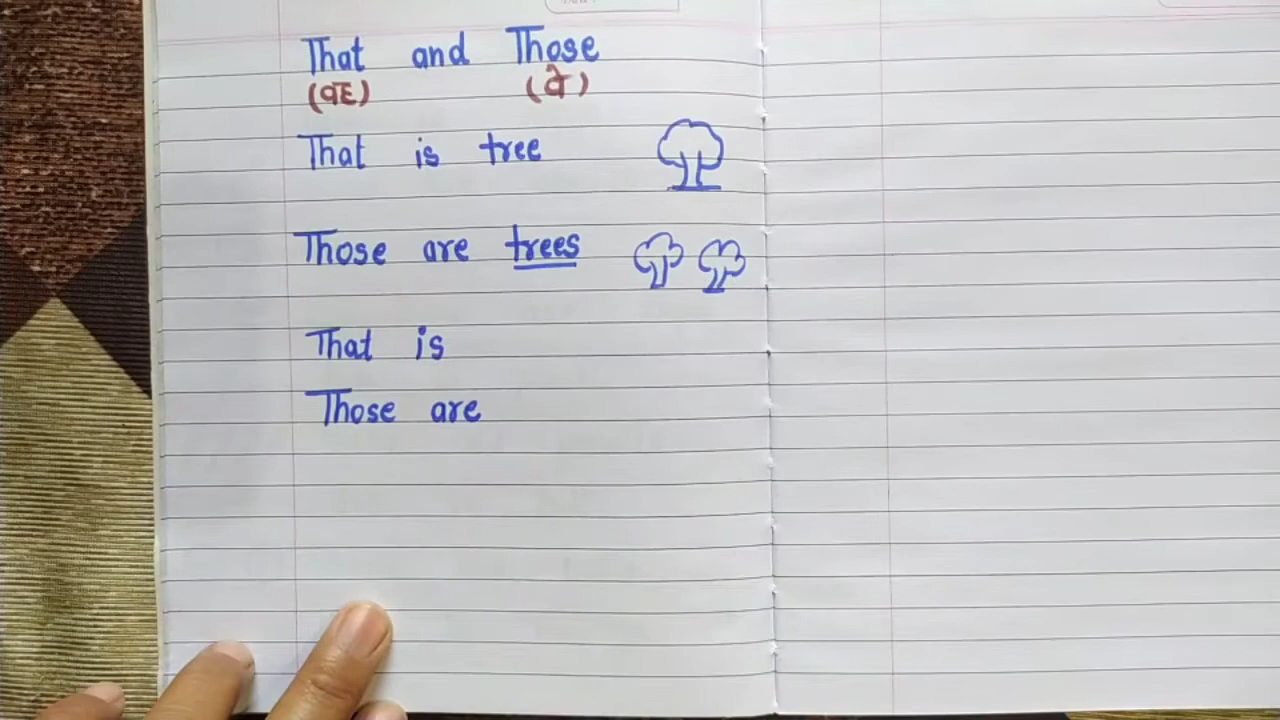 That and Those
(वह) (वे)
That is tree
Those are trees
That is
Those are